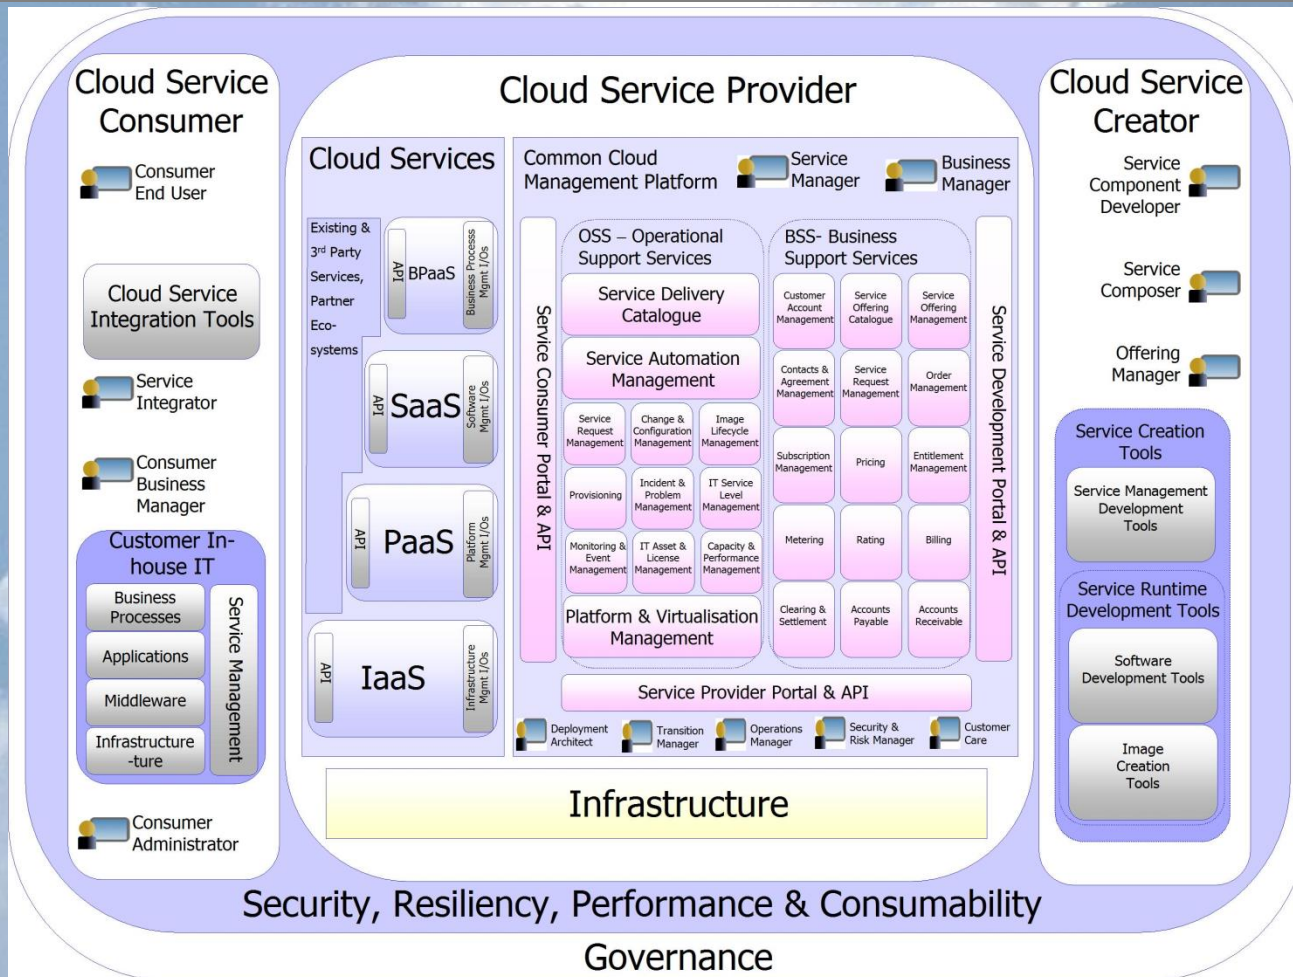 Cloud Service
Consumer
Consumer
End User
Cloud Service
Integration Tools
Service
Integrator
Consumer
Business
Manager
Customer In-
house IT
Business
Processes
Applications
Middleware
Infrastructure
-ture
Service Management
Consumer
Administrator
Cloud Service Provider
Cloud Services
Existing &
3rd Party
Services,
Partner
Eco-
systems
API
BPaaS
Business Processs
Mgmt I/Os
API
SaaS
Software
Mgmt I/Os
API
PaaS
Platform
Mgmt I/Os
API
IaaS
Infrastructure
Mgmt I/Os
Common Cloud
Management Platform
Service
Manager
Business
Manager
Service Consumer Portal & API
OSS – Operational
Support Services
Service Delivery
Catalogue
Service Automation
Management
Service
Request
Management
Change &
Configuration
Management
Image
Lifecycle
Management
Provisioning
Incident &
Problem
Management
IT Service
Level
Management
Monitoring &
Event
Management
IT Asset &
License
Management
Capacity &
Performance
Management
Platform & Virtualisation
Management
BSS- Business
Support Services
Customer
Account
Management
Service
Offering
Catalogue
Service
Offering
Management
Contacts &
Agreement
Management
Service
Request
Management
Order
Management
Subscription
Management
Pricing
Entitlement
Management
Metering
Rating
Billing
Clearing &
Settlement
Accounts
Payable
Accounts
Receivable
Service Development Portal & API
Service Provider Portal & API
Deployment
Architect
Transition
Manager
Operations
Manager
Security &
Risk Manager
Customer
Care
Infrastructure
Cloud Service
Creator
Service
Component
Developer
Service
Composer
Offering
Manager
Service Creation
Tools
Service Management
Development
Tools
Service Runtime
Development Tools
Software
Development Tools
Image
Creation
Tools
Security, Resiliency, Performance & Consumability
Governance